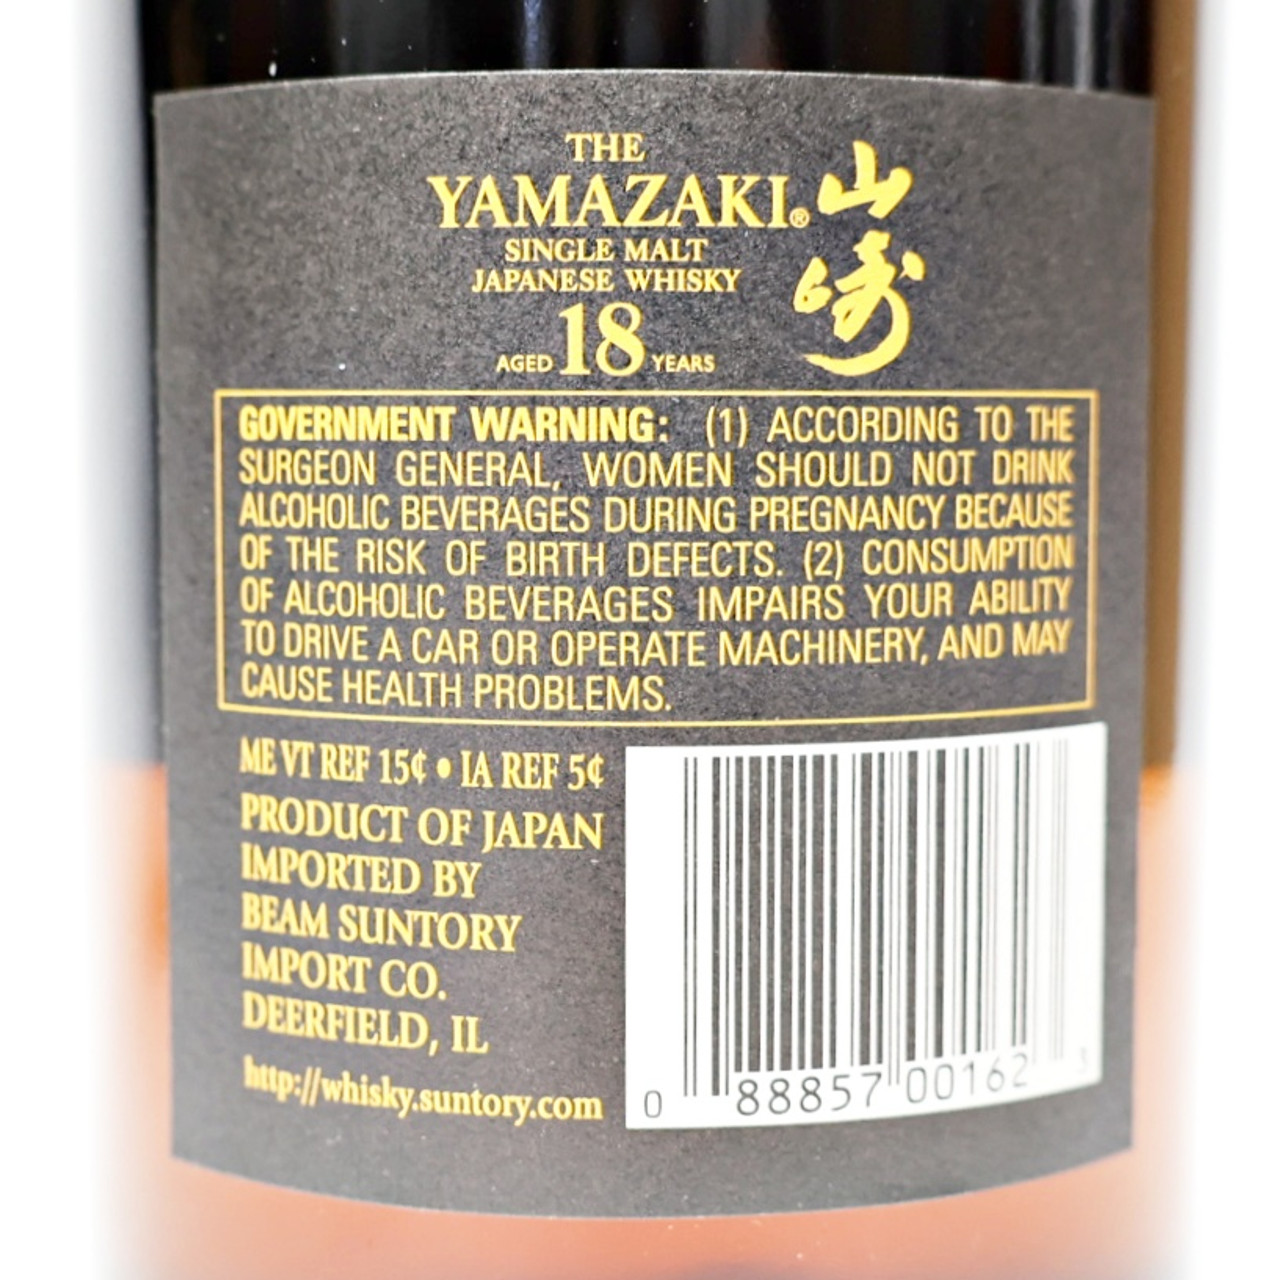 THE
YAMAZAKI®
SINGLE MALT
JAPANESE WHISKY
AGED 18 YEARS
山崎
GOVERNMENT WARNING: (1) ACCORDING TO THE
SURGEON GENERAL, WOMEN SHOULD NOT DRINK
ALCOHOLIC BEVERAGES DURING PREGNANCY BECAUSE
OF THE RISK OF BIRTH DEFECTS. (2) CONSUMPTION
OF ALCOHOLIC BEVERAGES IMPAIRS YOUR ABILITY
TO DRIVE A CAR OR OPERATE MACHINERY, AND MAY
CAUSE HEALTH PROBLEMS.
ME VT REF 15¢ • IA REF 5¢
PRODUCT OF JAPAN
IMPORTED BY
BEAM SUNTORY
IMPORT CO.
DEERFIELD, IL
http://whisky.suntory.com
0 88857 00162 3